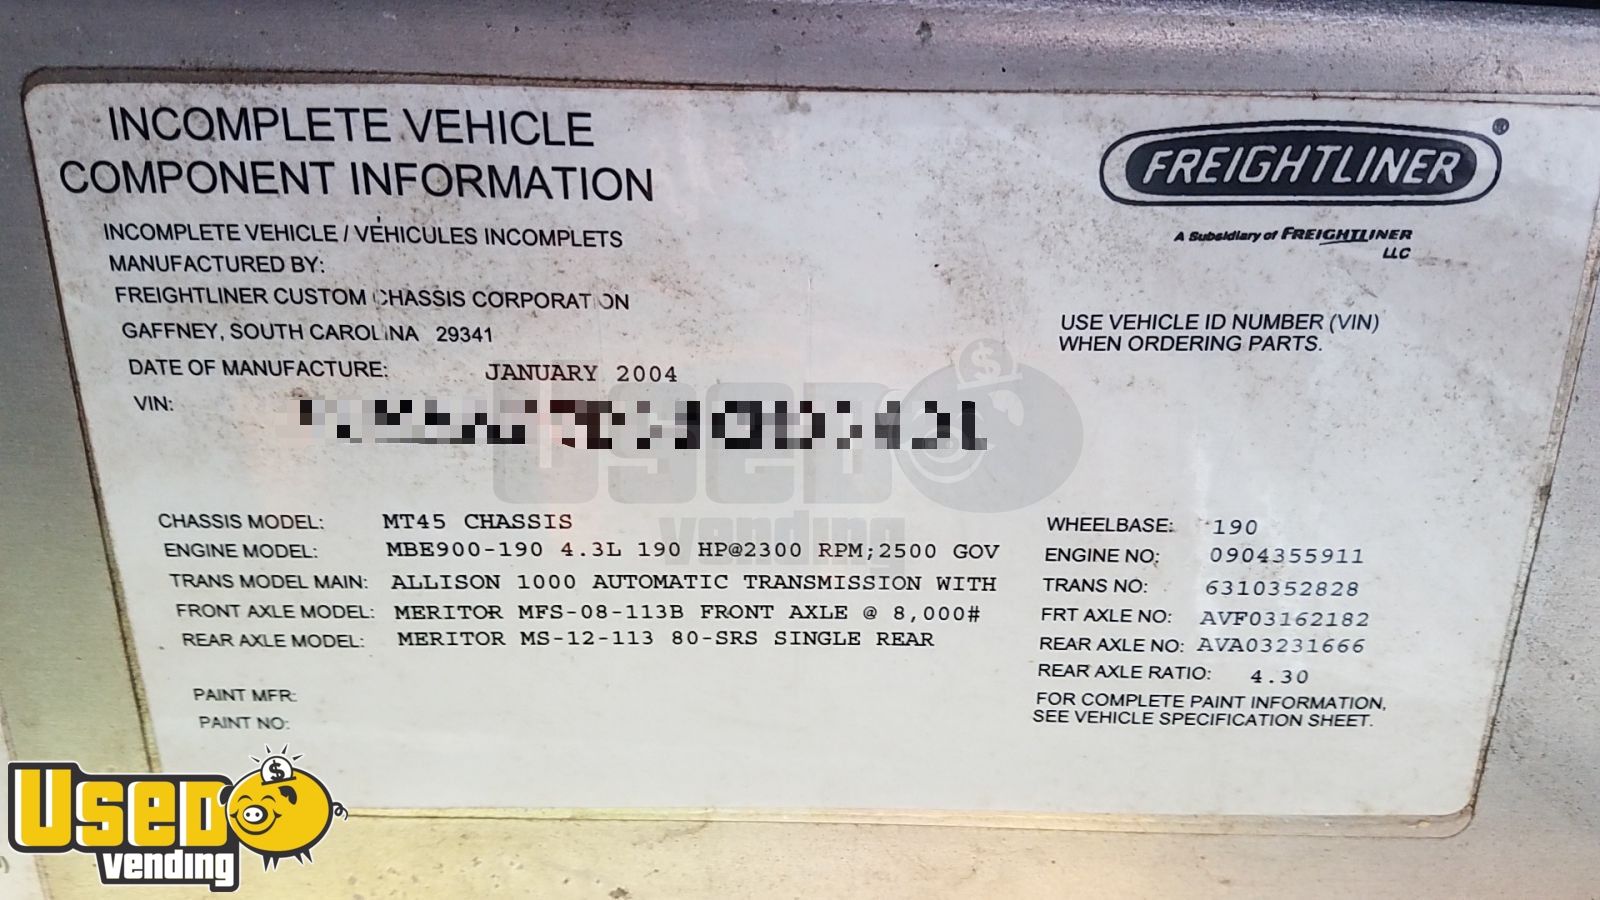 INCOMPLETE VEHICLE
COMPONENT INFORMATION
INCOMPLETE VEHICLE / VÉHICULES INCOMPLETS
MANUFACTURED BY:
FREIGHTLINER CUSTOM CHASSIS CORPORATION
GAFFNEY, SOUTH CAROLINA 29341
DATE OF MANUFACTURE: JANUARY 2004
VIN:
FREIGHTLINER®
A Subsidiary of FREIGHTLINER
LLC
USE VEHICLE ID NUMBER (VIN)
WHEN ORDERING PARTS.
CHASSIS MODEL: MT45 CHASSIS
ENGINE MODEL: MBE900-190 4.3L 190 HP@2300 RPM;2500 GOV
TRANS MODEL MAIN: ALLISON 1000 AUTOMATIC TRANSMISSION WITH
FRONT AXLE MODEL: MERITOR MFS-08-113B FRONT AXLE @ 8,000#
REAR AXLE MODEL: MERITOR MS-12-113 80-SRS SINGLE REAR
PAINT MFR:
PAINT NO:
WHEELBASE: 190
ENGINE NO: 0904355911
TRANS NO: 6310352828
FRT AXLE NO: AVF03162182
REAR AXLE NO: AVA03231666
REAR AXLE RATIO: 4.30
FOR COMPLETE PAINT INFORMATION,
SEE VEHICLE SPECIFICATION SHEET.
USED
vending
$
USED
vending
$